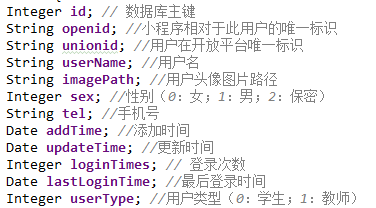 Integer id; // 数据库主键
String openid; //小程序相对于此用户的唯一标识
String unionid; //用户在开放平台唯一标识
String userName; //用户名
String imagePath; //用户头像图片路径
Integer sex; //性别（0：女；1：男；2：保密）
String tel; //手机号
Date addTime; //添加时间
Date updateTime; //更新时间
Integer loginTimes; // 登录次数
Date lastLoginTime; //最后登录时间
Integer userType; //用户类型（0：学生；1：教师）